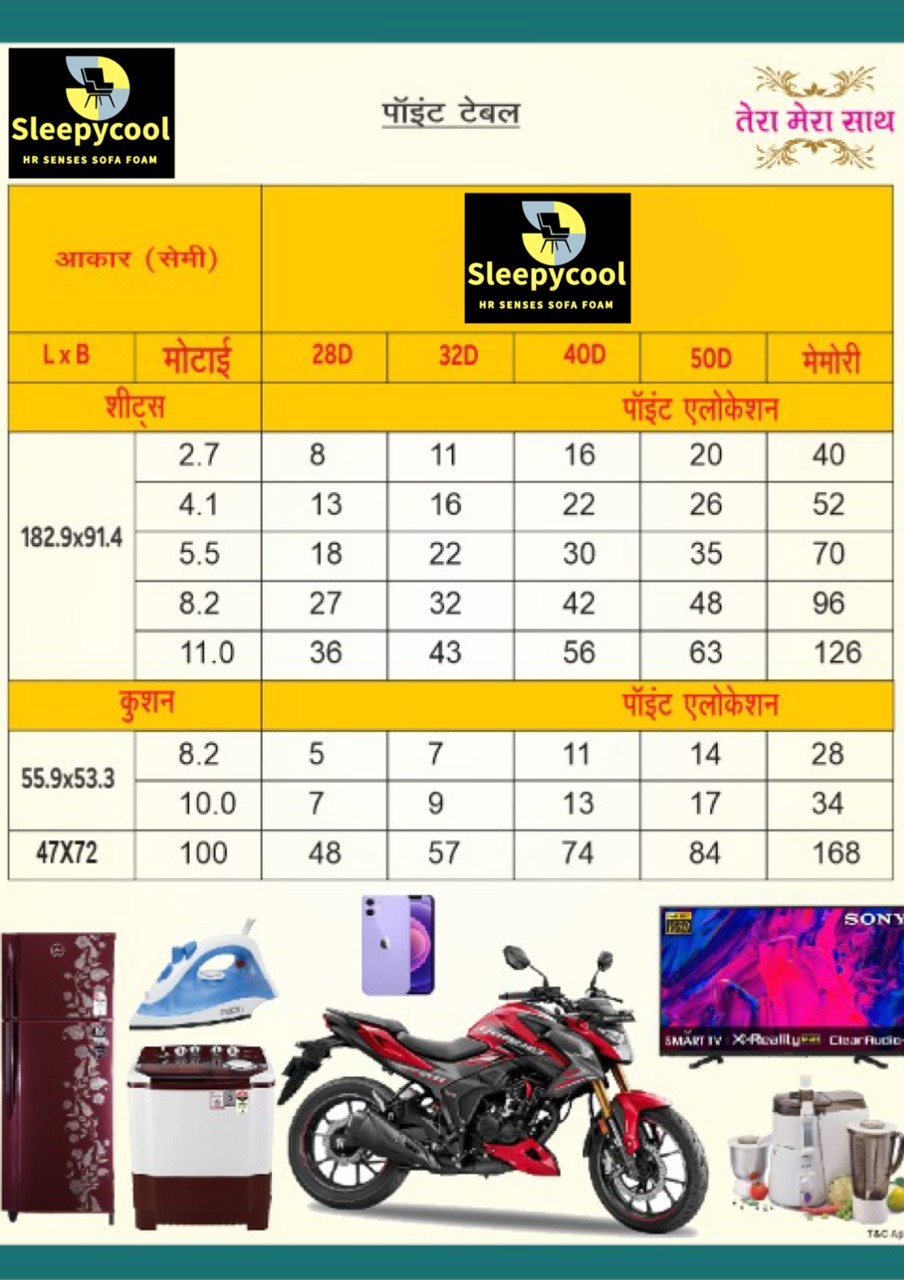 Sleepycool
HR SENSES SOFA FOAM
पॉइंट टेबल
तेरा मेरा साथ
आकार (सेमी)
Sleepycool
HR SENSES SOFA FOAM
L x B मोटाई 28D 32D 40D 50D मेमोरी
शीट्स पॉइंट एलोकेशन
182.9x91.4
2.7 8 11 16 20 40
4.1 13 16 22 26 52
5.5 18 22 30 35 70
8.2 27 32 42 48 96
11.0 36 43 56 63 126
कुशन पॉइंट एलोकेशन
55.9x53.3
8.2 5 7 11 14 28
10.0 7 9 13 17 34
47X72 100 48 57 74 84 168
SONY
SMART TV X-Reality PRO ClearAudio+
T&C Ap